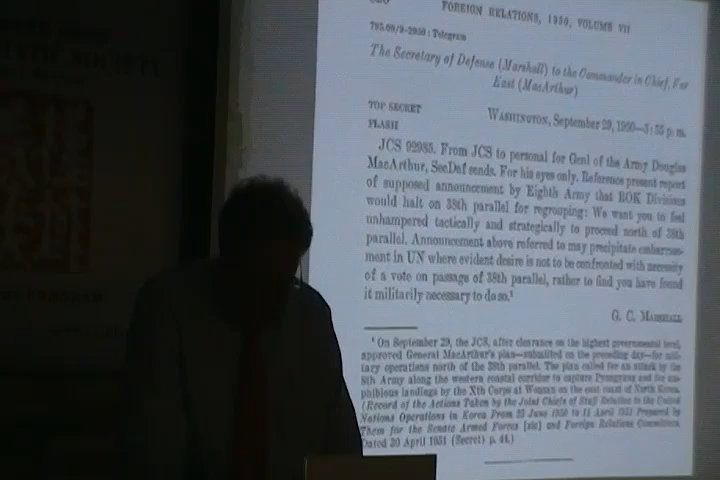 FOREIGN RELATIONS, 1950, VOLUME VII
795.00/9–2950 : Telegram
The Secretary of Defense (Marshall) to the Commander in Chief, Far
East (MacArthur)
TOP SECRET
WASHINGTON, September 29, 1950—3:55 p. m.
FLASH
JCS 92985. From JCS to personal for Genl of the Army Douglas
MacArthur, SecDef sends. For his eyes only. Reference present report
of supposed announcement by Eighth Army that ROK Divisions
would halt on 38th parallel for regrouping: We want you to feel
unhampered tactically and strategically to proceed north of 38th
parallel. Announcement above referred to may precipitate embarrass-
ment in UN where evident desire is not to be confronted with necessity
of a vote on passage of 38th parallel, rather to find you have found
it militarily necessary to do so.¹
G. C. MARSHALL
¹ On September 29, the JCS, after clearance on the highest governmental level,
approved General MacArthur's plan—submitted on the preceding day—for mili-
tary operations north of the 38th parallel. The plan called for an attack by the
8th Army along the western coastal corridor to capture Pyongyang and for am-
phibious landings by the Xth Corps at Wonsan on the east coast of North Korea.
(Record of the Actions Taken by the Joint Chiefs of Staff Relative to the United
Nations Operations in Korea From 25 June 1950 to 11 April 1951 Prepared by
Them for the Senate Armed Forces [sic] and Foreign Relations Committees,
Dated 30 April 1951 (Secret) p. 44.)